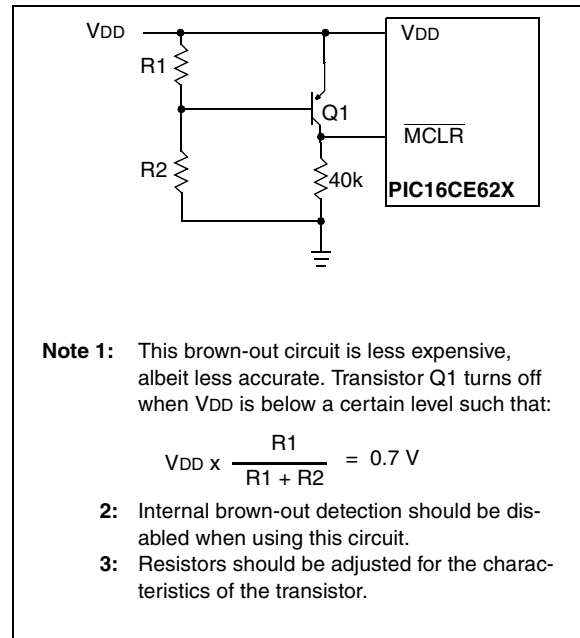 VDD
VDD
R1
Q1
MCLR
R2
40k
PIC16CE62X
Note 1: This brown-out circuit is less expensive,
albeit less accurate. Transistor Q1 turns off
when VDD is below a certain level such that:
VDD x R1 / R1 + R2 = 0.7 V
2: Internal brown-out detection should be dis-
abled when using this circuit.
3: Resistors should be adjusted for the charac-
teristics of the transistor.